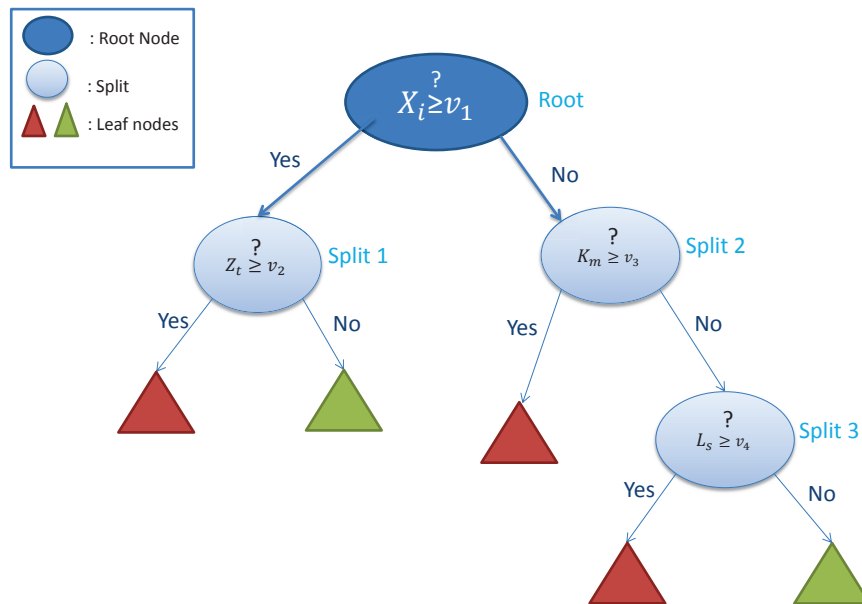 : Root Node
: Split
: Leaf nodes
?
X_i ≥ v_1
Root
Yes
No
?
Z_t ≥ v_2
Split 1
?
K_m ≥ v_3
Split 2
Yes
No
Yes
No
?
L_s ≥ v_4
Split 3
Yes
No